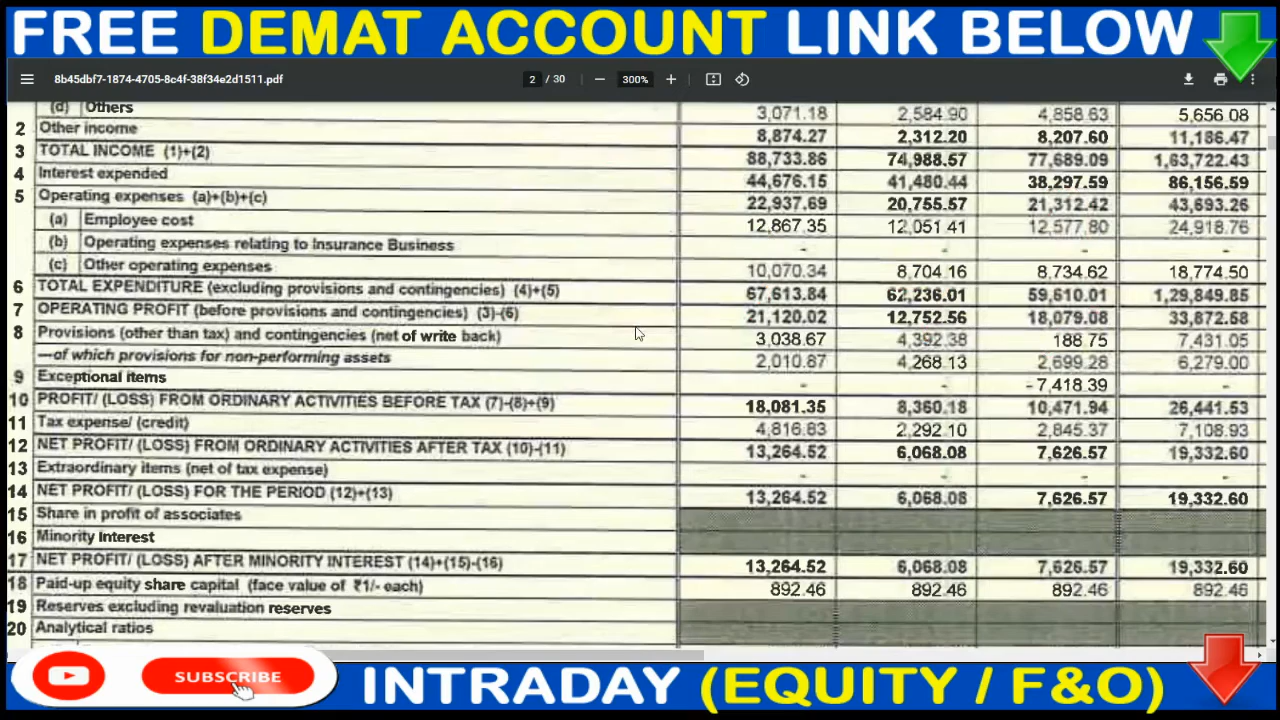 FREE DEMAT ACCOUNT LINK BELOW
8b45dbf7-1874-4705-8c4f-38f34e2d1511.pdf 2 / 30 300%
(d) Others 3,071.18 2,584.90 4,858.63 5,656.08
2 Other income 8,874.27 2,312.20 8,207.60 11,186.47
3 TOTAL INCOME (1)+(2) 88,733.86 74,988.57 77,689.09 1,63,722.43
4 Interest expended 44,676.15 41,480.44 38,297.59 86,156.59
5 Operating expenses (a)+(b)+(c) 22,937.69 20,755.57 21,312.42 43,693.26
(a) Employee cost 12,867.35 12,051.41 12,577.80 24,918.76
(b) Operating expenses relating to Insurance Business - - - -
(c) Other operating expenses 10,070.34 8,704.16 8,734.62 18,774.50
6 TOTAL EXPENDITURE (excluding provisions and contingencies) (4)+(5) 67,613.84 62,236.01 59,610.01 1,29,849.85
7 OPERATING PROFIT (before provisions and contingencies) (3)-(6) 21,120.02 12,752.56 18,079.08 33,872.58
8 Provisions (other than tax) and contingencies (net of write back) 3,038.67 4,392.38 188.75 7,431.05
—of which provisions for non-performing assets 2,010.87 4,268.13 2,699.28 6,279.00
9 Exceptional items - - -7,418.39 -
10 PROFIT/ (LOSS) FROM ORDINARY ACTIVITIES BEFORE TAX (7)-(8)+(9) 18,081.35 8,360.18 10,471.94 26,441.53
11 Tax expense/ (credit) 4,816.83 2,292.10 2,845.37 7,108.93
12 NET PROFIT/ (LOSS) FROM ORDINARY ACTIVITIES AFTER TAX (10)-(11) 13,264.52 6,068.08 7,626.57 19,332.60
13 Extraordinary items (net of tax expense) - - - -
14 NET PROFIT/ (LOSS) FOR THE PERIOD (12)+(13) 13,264.52 6,068.08 7,626.57 19,332.60
15 Share in profit of associates
16 Minority Interest
17 NET PROFIT/ (LOSS) AFTER MINORITY INTEREST (14)+(15)-(16) 13,264.52 6,068.08 7,626.57 19,332.60
18 Paid-up equity share capital (face value of ₹1/- each) 892.46 892.46 892.46 892.46
19 Reserves excluding revaluation reserves
20 Analytical ratios
SUBSCRIBE
INTRADAY (EQUITY / F&O)